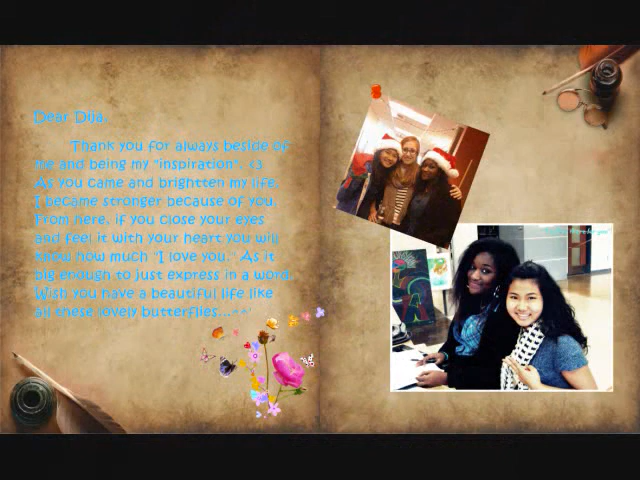 Dear Dija,
Thank you for always beside of
me and being my "inspiration". <3
As you came and brightten my life,
I became stronger because of you.
From here, if you close your eyes
and feel it with your heart you will
know how much "I love you." As it
big enough to just express in a word.
Wish you have a beautiful life like
all these lovely butterflies...^^